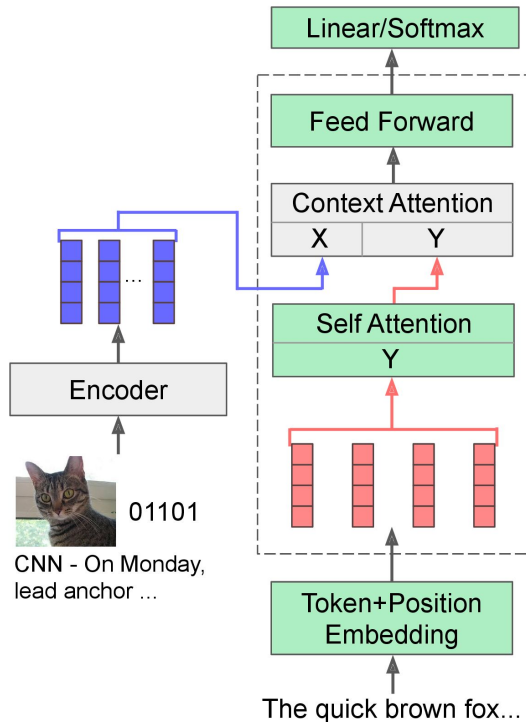 Linear/Softmax
Feed Forward
Context Attention
X Y
...
Self Attention
Y
Encoder
01101
CNN - On Monday,
lead anchor ...
Token+Position
Embedding
The quick brown fox...